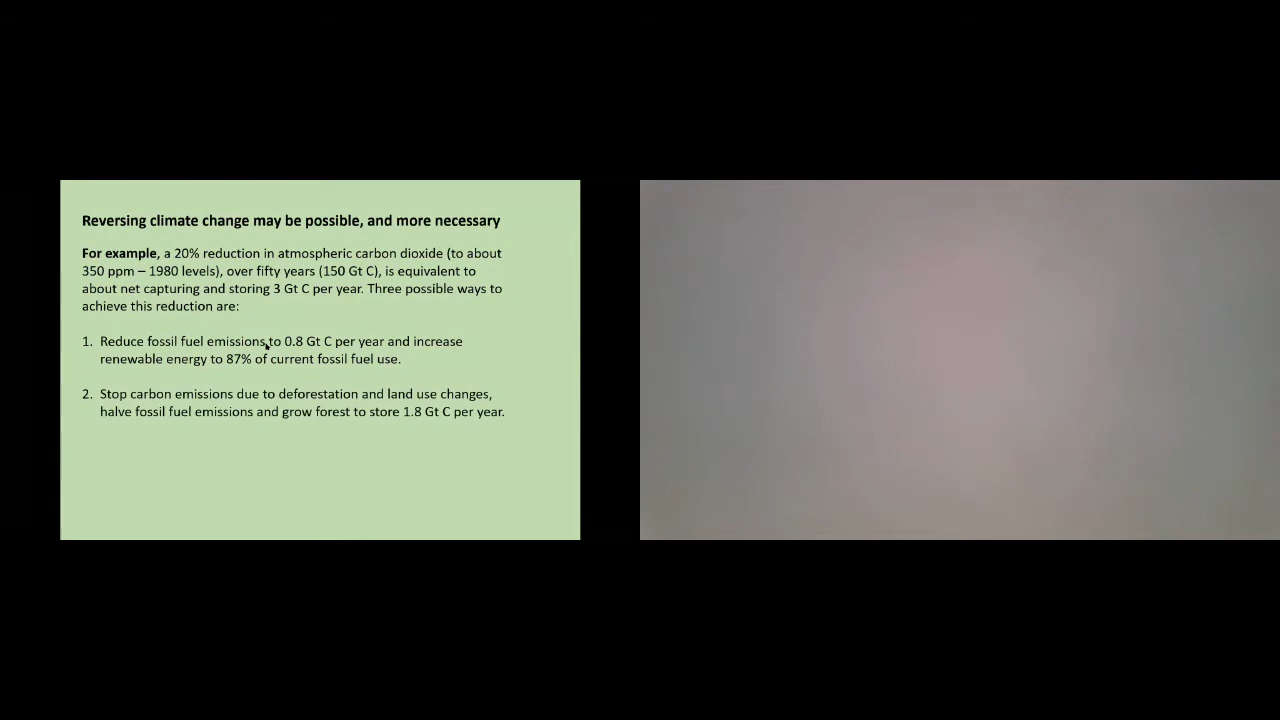 Reversing climate change may be possible, and more necessary
For example, a 20% reduction in atmospheric carbon dioxide (to about
350 ppm – 1980 levels), over fifty years (150 Gt C), is equivalent to
about net capturing and storing 3 Gt C per year. Three possible ways to
achieve this reduction are:
1. Reduce fossil fuel emissions to 0.8 Gt C per year and increase
renewable energy to 87% of current fossil fuel use.
2. Stop carbon emissions due to deforestation and land use changes,
halve fossil fuel emissions and grow forest to store 1.8 Gt C per year.